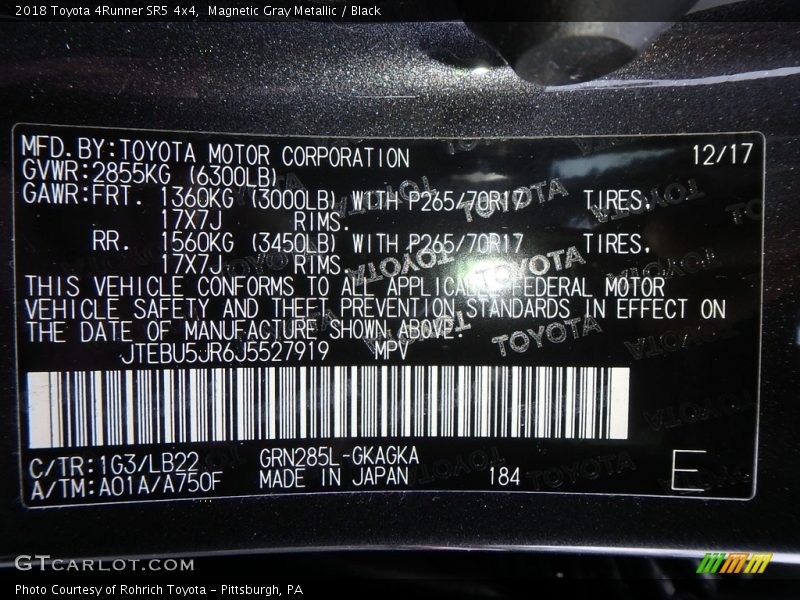 2018 Toyota 4Runner SR5 4x4,  Magnetic Gray Metallic / Black
MFD. BY:TOYOTA MOTOR CORPORATION 12/17
GVWR:2855KG (6300LB)
GAWR:FRT. 1360KG (3000LB) WITH P265/70R17 TIRES,
17X7J RIMS.
RR. 1560KG (3450LB) WITH P265/70R17 TIRES,
17X7J RIMS.
THIS VEHICLE CONFORMS TO ALL APPLICABLE FEDERAL MOTOR
VEHICLE SAFETY AND THEFT PREVENTION STANDARDS IN EFFECT ON
THE DATE OF MANUFACTURE SHOWN ABOVE.
JTEBU5JR6J5527919 MPV
C/TR:1G3/LB22 GRN285L-GKAGKA
A/TM:A01A/A750F MADE IN JAPAN 184 E
GTCARLOT.COM
Photo Courtesy of Rohrich Toyota - Pittsburgh, PA